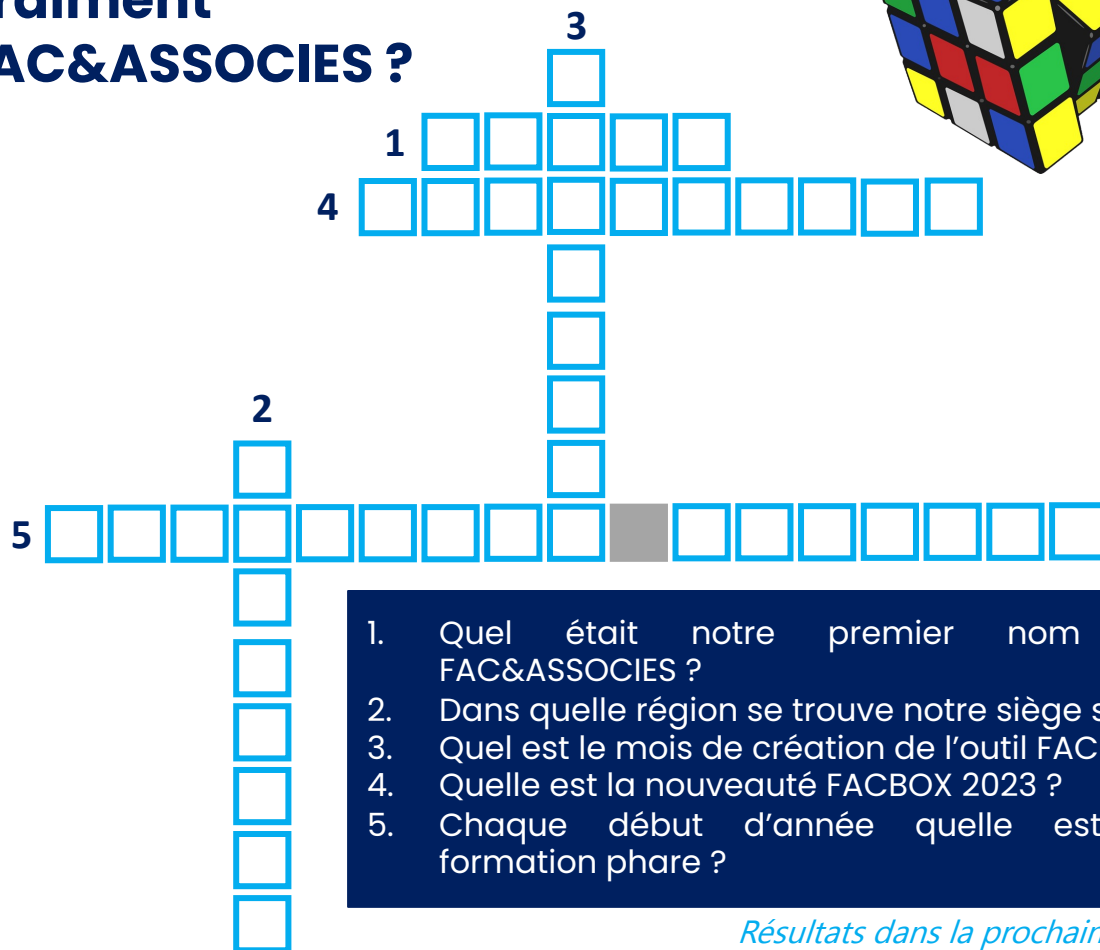 AC&ASSOCIES ?
3
1
4
2
5
1. Quel était notre premier nom
FAC&ASSOCIES ?
2. Dans quelle région se trouve notre siège
3. Quel est le mois de création de l'outil FAC
4. Quelle est la nouveauté FACBOX 2023 ?
5. Chaque début d'année quelle est
formation phare ?
Résultats dans la prochain